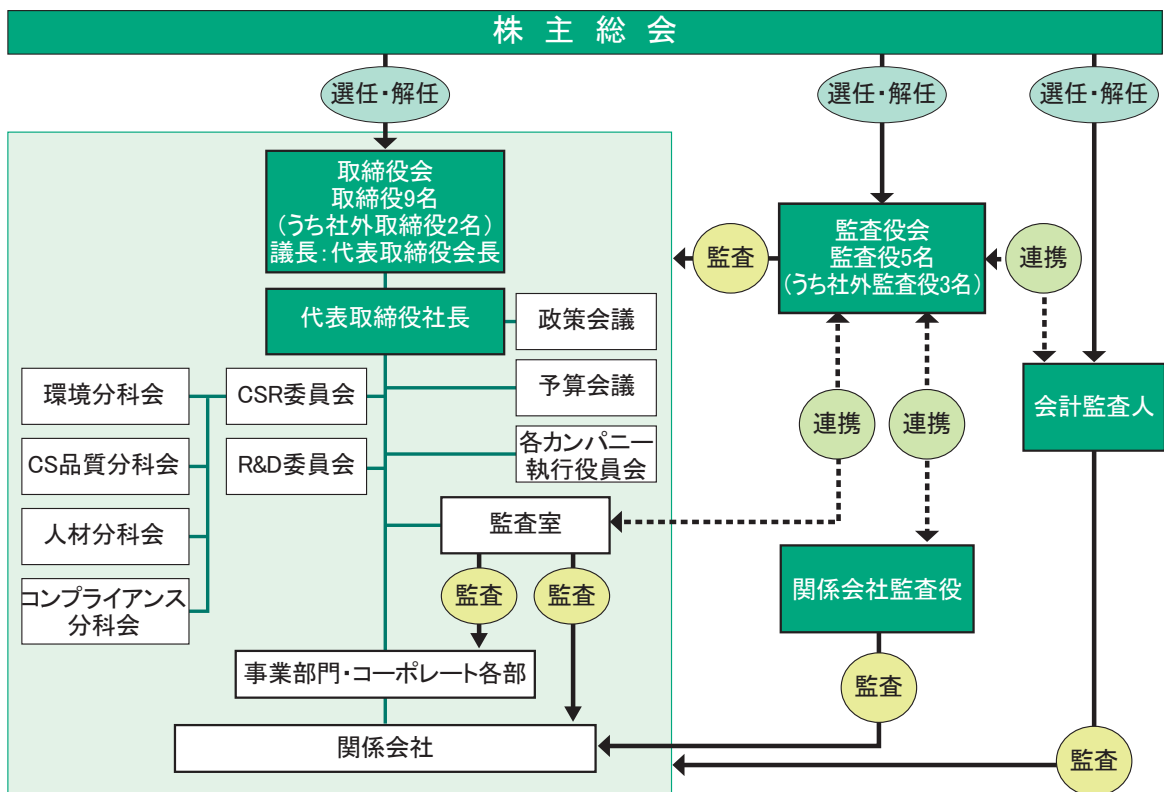 株主総会
選任・解任
選任・解任
選任・解任
取締役会
取締役9名
(うち社外取締役2名)
議長:代表取締役会長
監査
監査役会
監査役5名
(うち社外監査役3名)
連携
代表取締役社長
政策会議
環境分科会
CSR委員会
予算会議
連携
連携
会計監査人
CS品質分科会
R&D委員会
各カンパニー
執行役員会
人材分科会
監査室
コンプライアンス
分科会
監査
監査
関係会社監査役
事業部門・コーポレート各部
監査
関係会社
監査